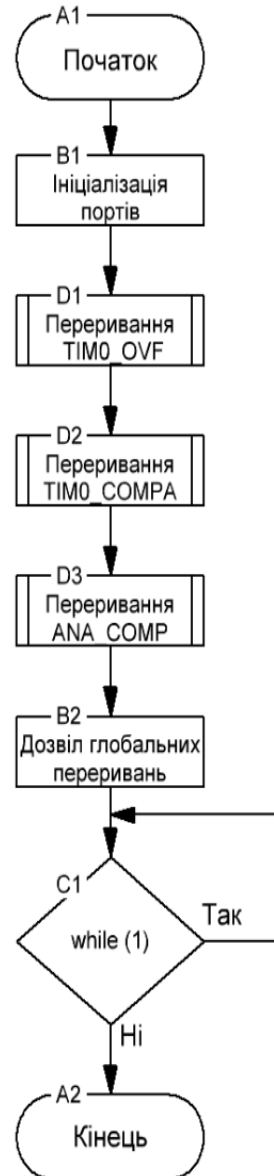 A1
Початок
B1
Ініціалізація
портів
D1
Переривання
TIM0_OVF
D2
Переривання
TIM0_COMPA
D3
Переривання
ANA_COMP
B2
Дозвіл глобальних
переривань
C1
while (1)
Так
Ні
A2
Кінець